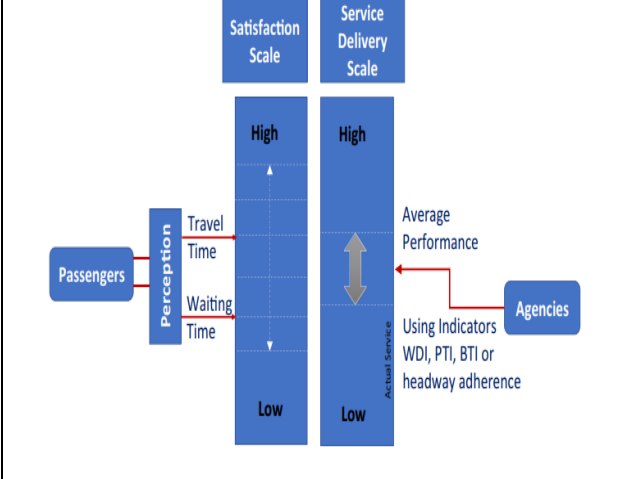 Satisfaction
Scale
Service
Delivery
Scale
High
High
Travel
Time
Average
Performance
Passengers
Perception
Waiting
Time
Agencies
Actual Service
Using Indicators
WDI, PTI, BTI or
headway adherence
Low
Low